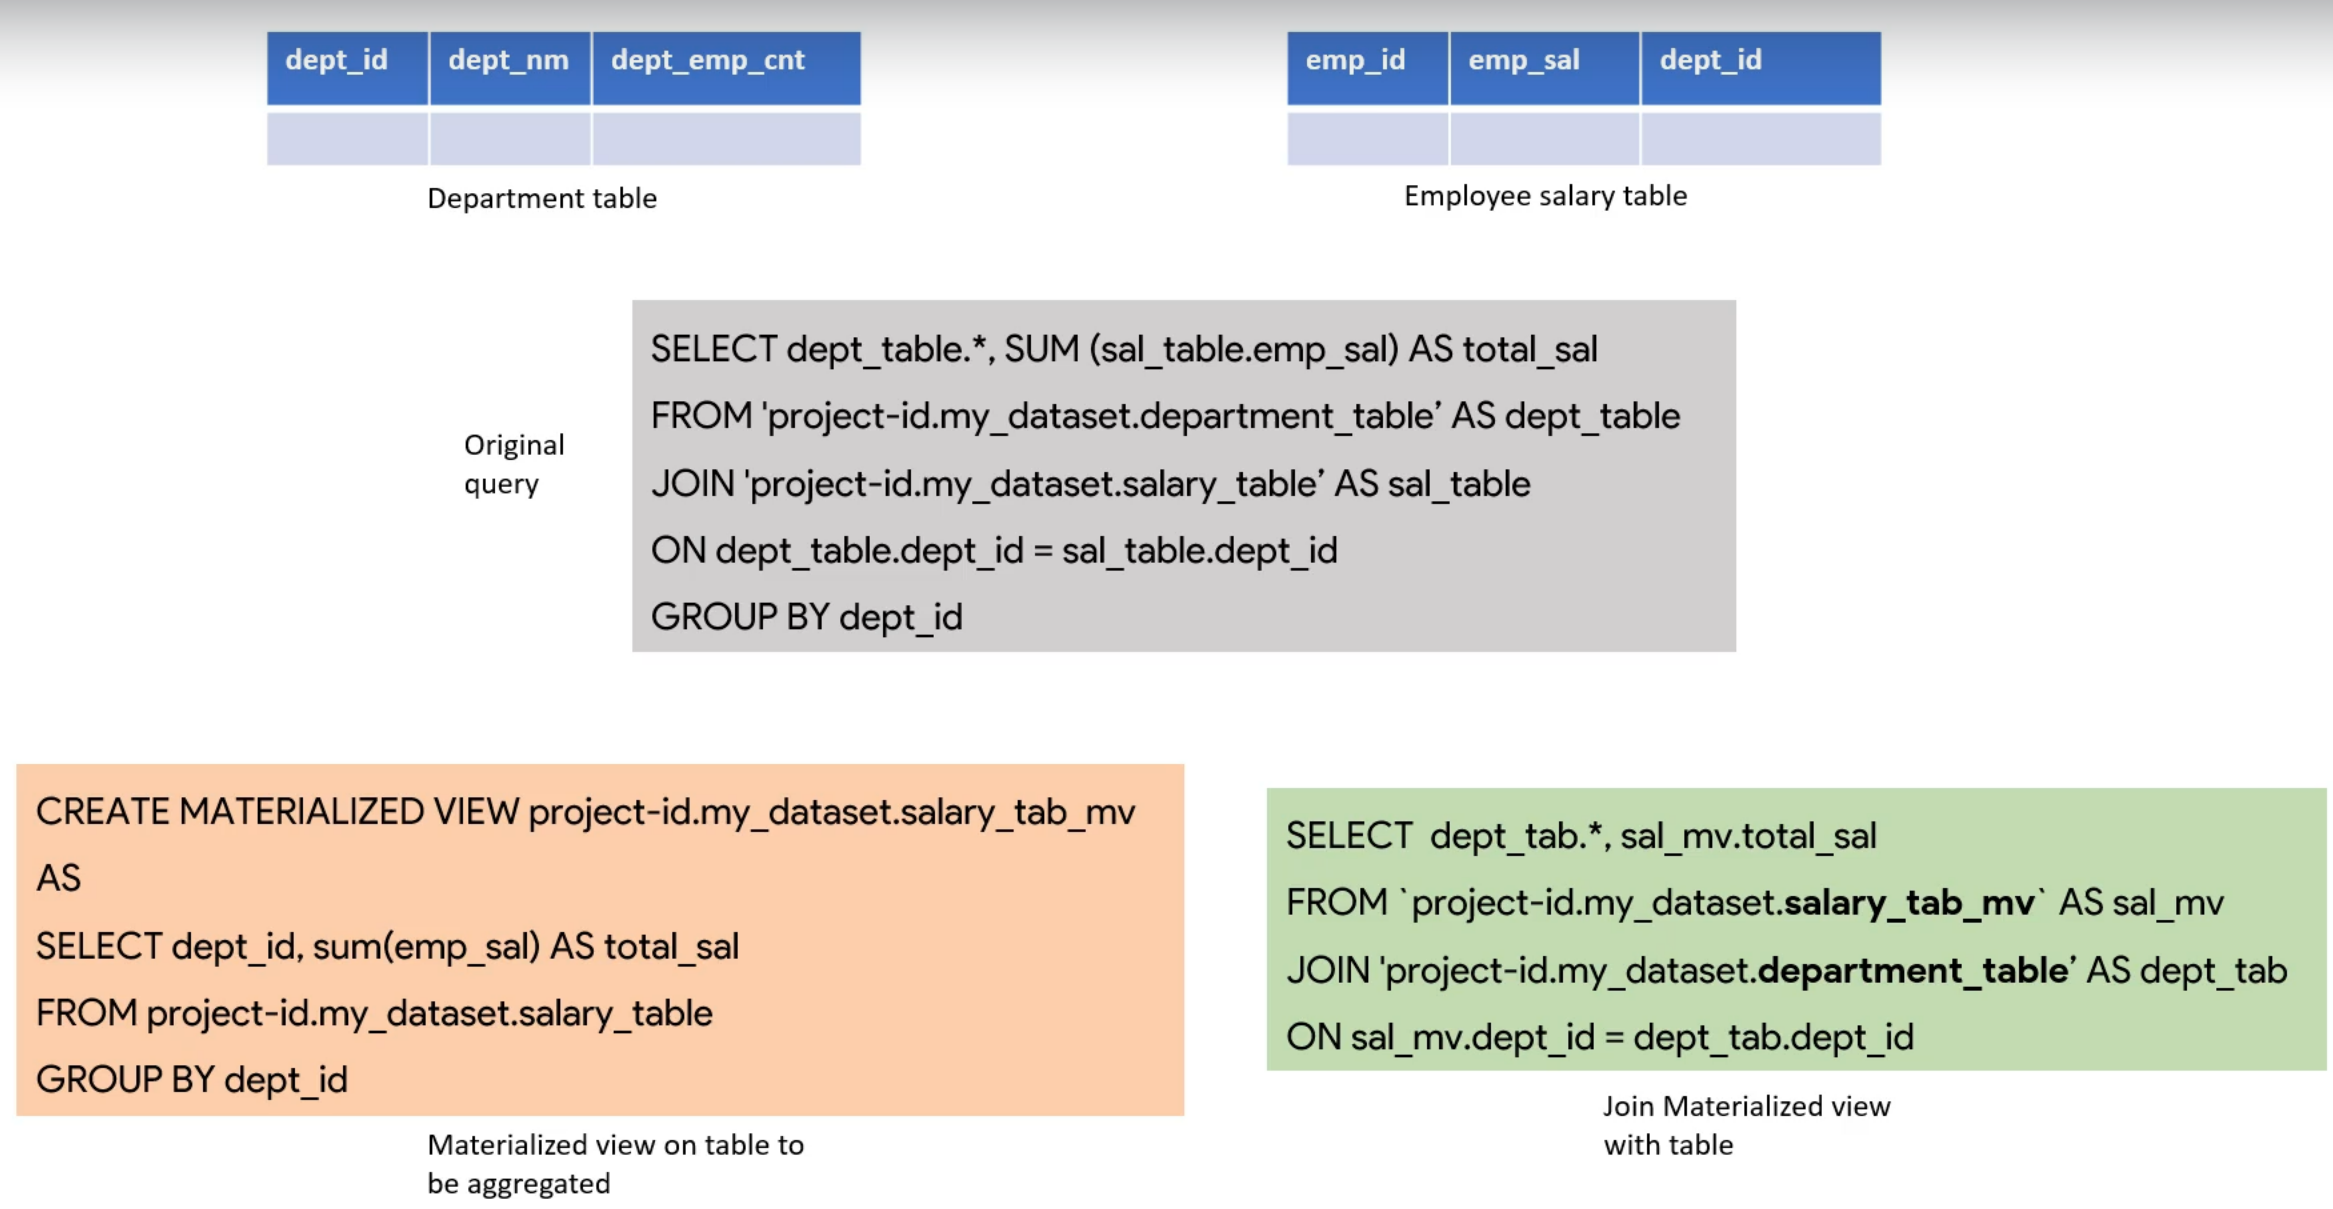 dept_id dept_nm dept_emp_cnt
Department table
emp_id emp_sal dept_id
Employee salary table
Original
query
SELECT dept_table.*, SUM (sal_table.emp_sal) AS total_sal
FROM 'project-id.my_dataset.department_table’ AS dept_table
JOIN 'project-id.my_dataset.salary_table’ AS sal_table
ON dept_table.dept_id = sal_table.dept_id
GROUP BY dept_id
CREATE MATERIALIZED VIEW project-id.my_dataset.salary_tab_mv
AS
SELECT dept_id, sum(emp_sal) AS total_sal
FROM project-id.my_dataset.salary_table
GROUP BY dept_id
Materialized view on table to
be aggregated
SELECT  dept_tab.*, sal_mv.total_sal
FROM `project-id.my_dataset.salary_tab_mv` AS sal_mv
JOIN 'project-id.my_dataset.department_table’ AS dept_tab
ON sal_mv.dept_id = dept_tab.dept_id
Join Materialized view
with table